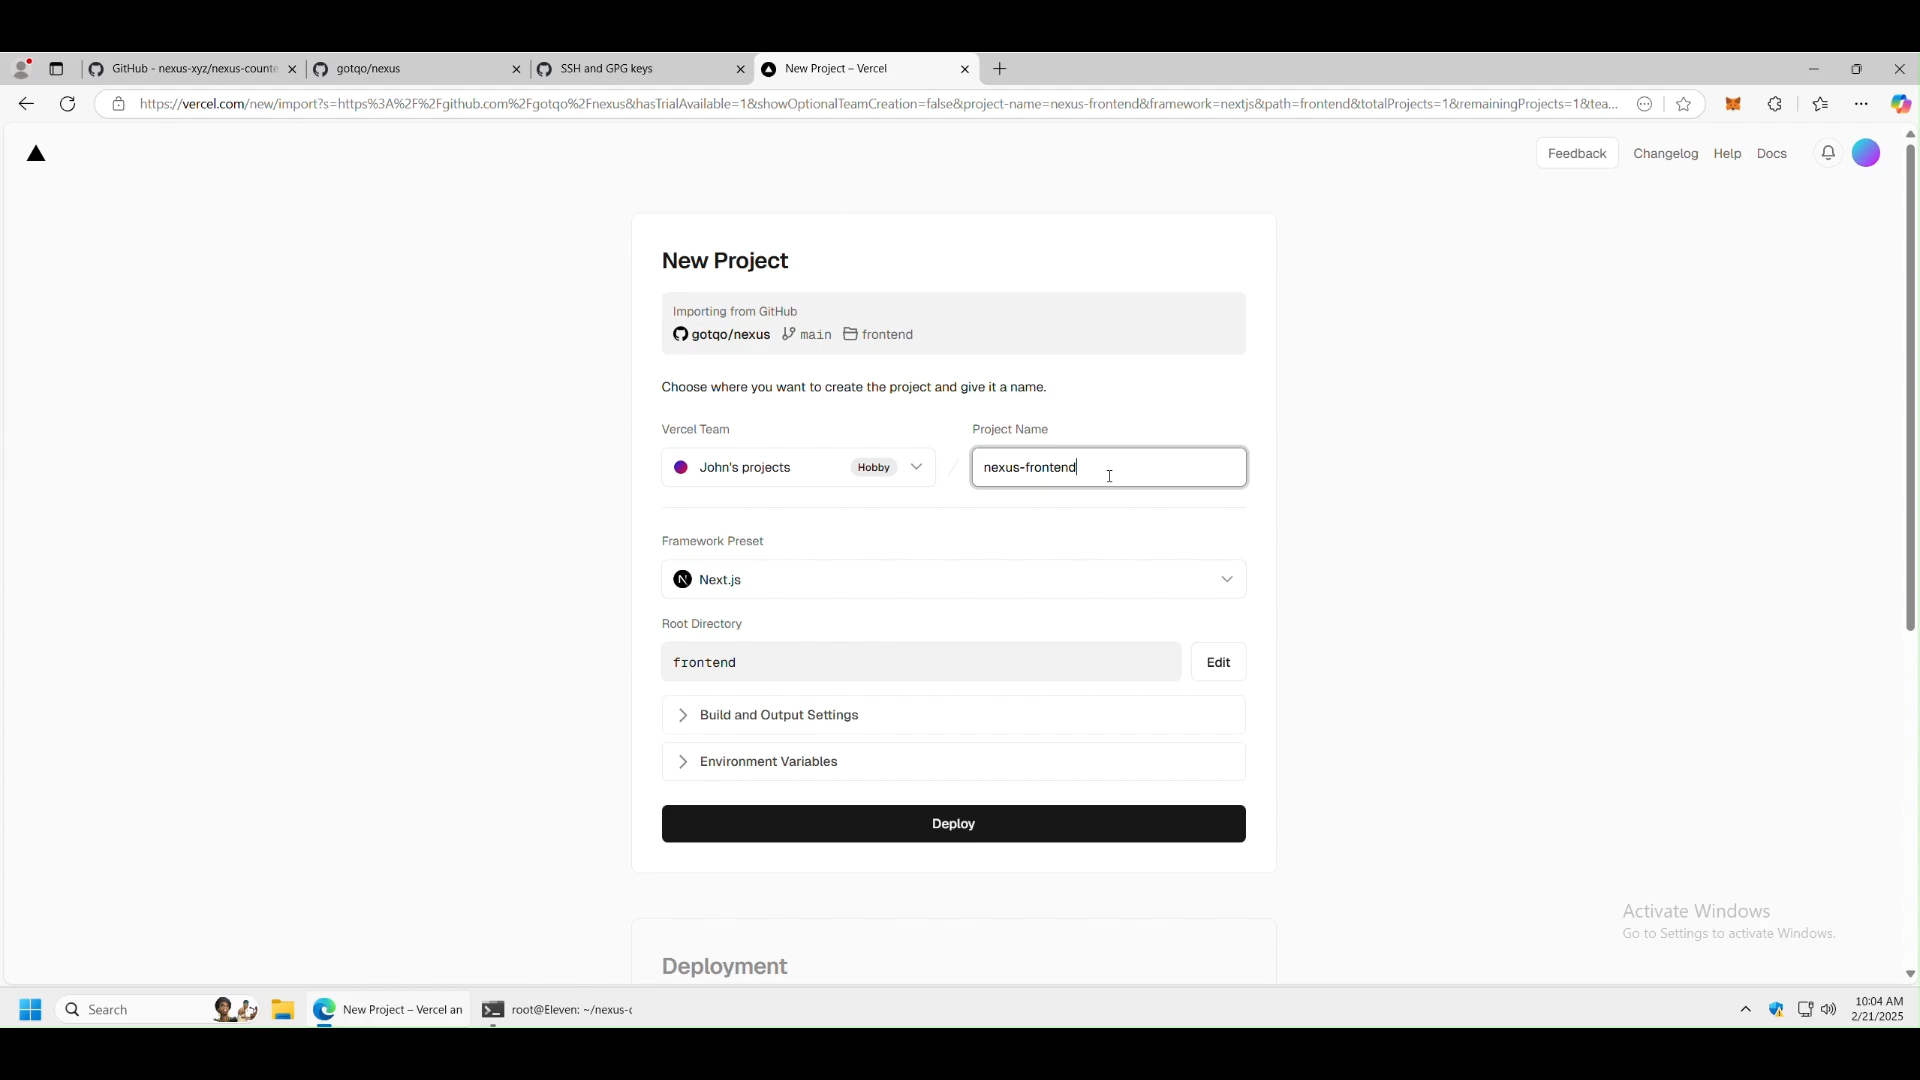 GitHub - nexus-xyz/nexus-counte
gotqo/nexus
SSH and GPG keys
New Project – Vercel
https://vercel.com/new/import?s=https%3A%2F%2Fgithub.com%2Fgotqo%2Fnexus&hasTrialAvailable=1&showOptionalTeamCreation=false&project-name=nexus-frontend&framework=nextjs&path=frontend&totalProjects=1&remainingProjects=1&tea...
Feedback
Changelog
Help
Docs
New Project
Importing from GitHub
gotqo/nexus main frontend
Choose where you want to create the project and give it a name.
Vercel Team
Project Name
John's projects Hobby
nexus-frontend
Framework Preset
Next.js
Root Directory
frontend
Edit
Build and Output Settings
Environment Variables
Deploy
Activate Windows
Go to Settings to activate Windows.
Deployment
Search
New Project – Vercel an
root@Eleven: ~/nexus-c
10:04 AM
2/21/2025